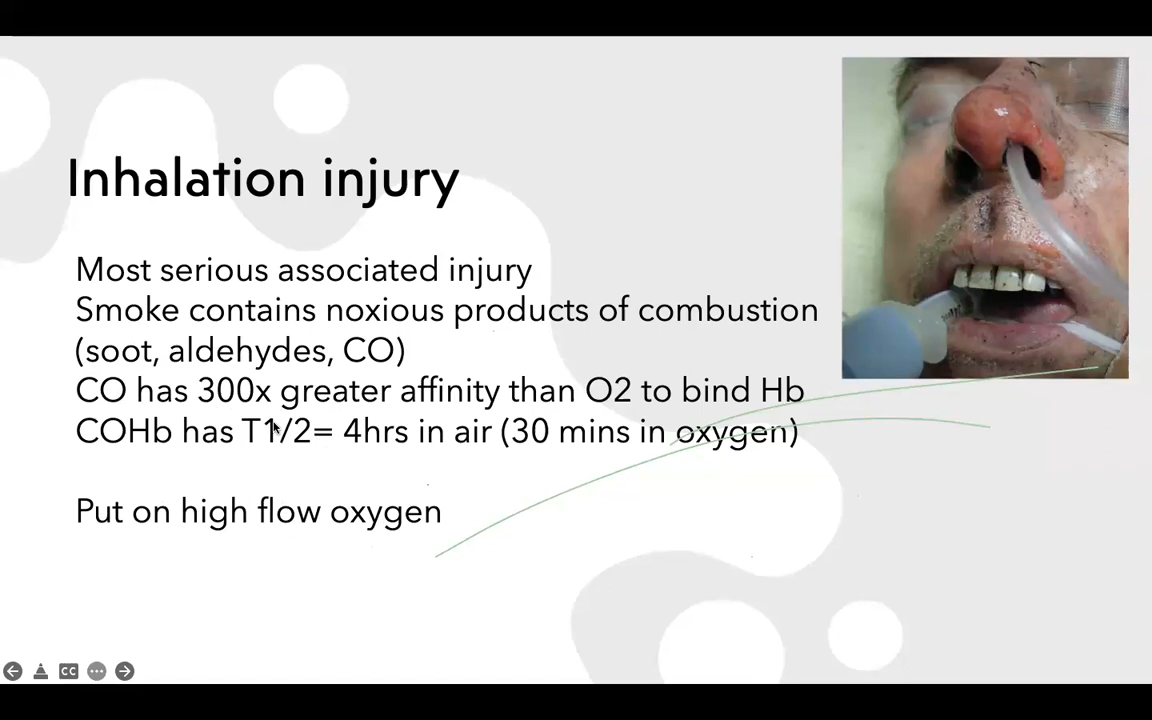 Inhalation injury
Most serious associated injury
Smoke contains noxious products of combustion
(soot, aldehydes, CO)
CO has 300x greater affinity than O2 to bind Hb
COHb has T1/2= 4hrs in air (30 mins in oxygen)
Put on high flow oxygen
CC